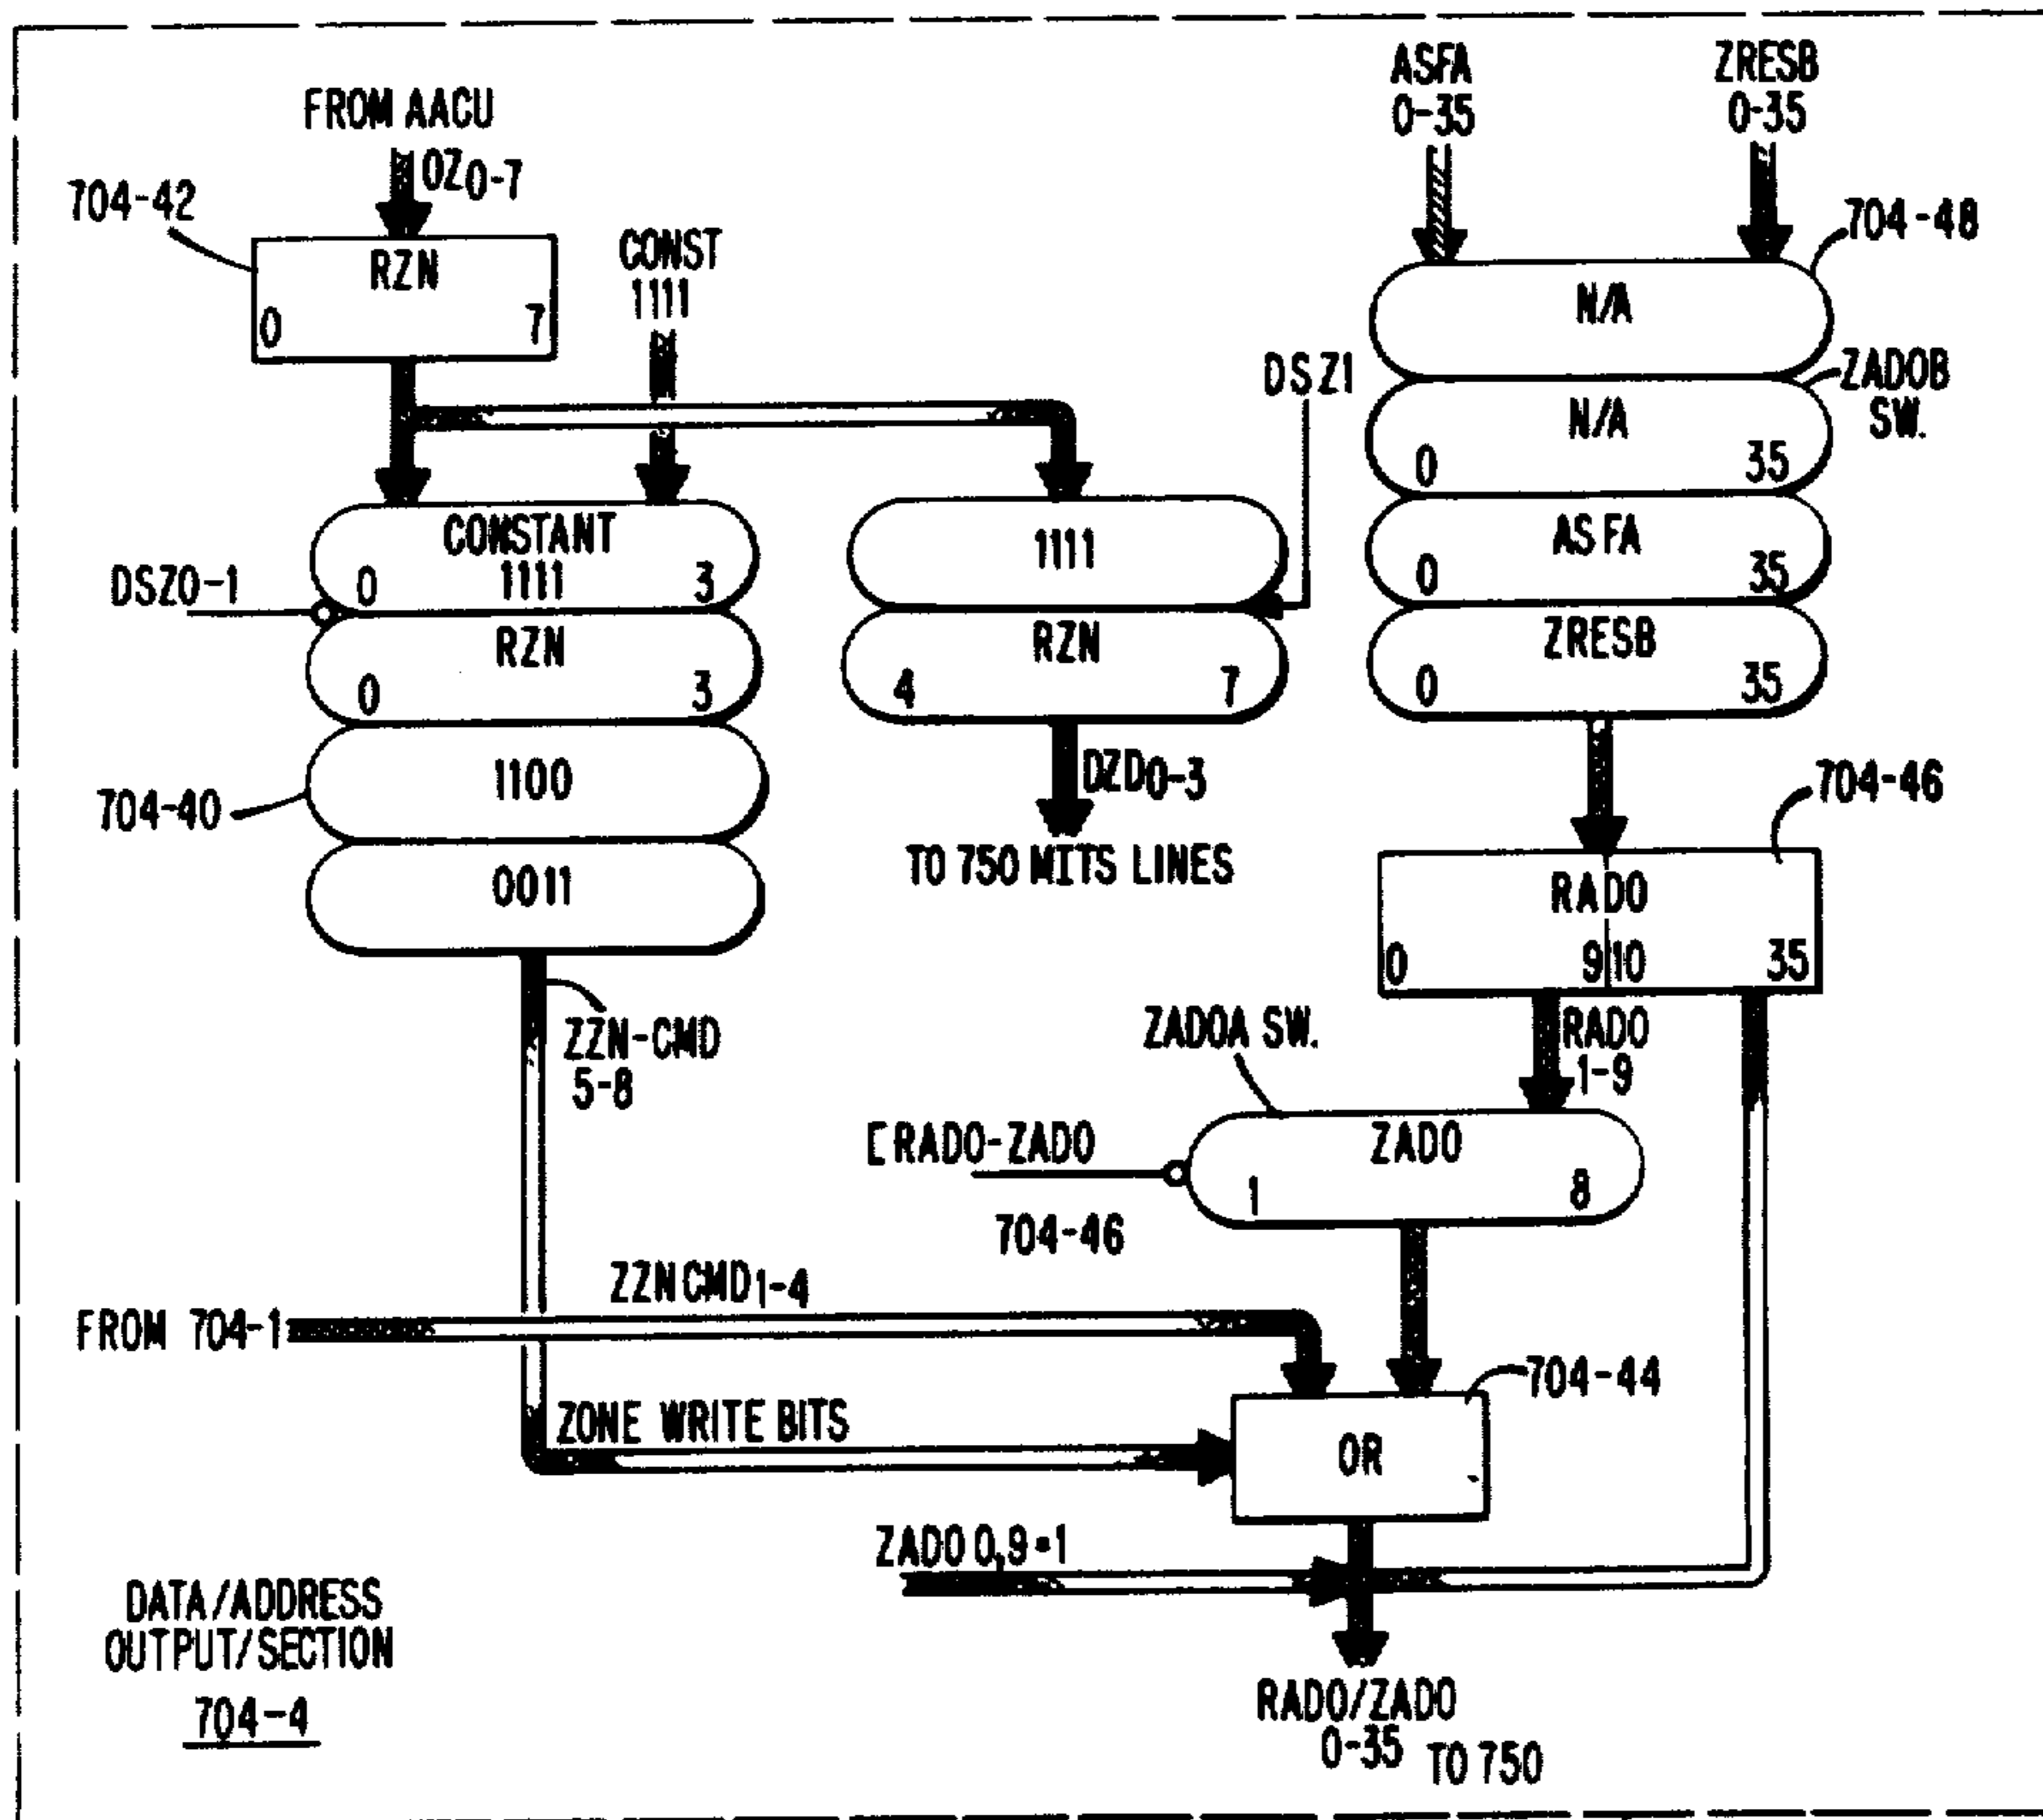 ASFA
0-35
ZRESB
0-35
FROM AACU
OZ0-7
704-42
RZN
0 7
CONST
1111
704-48
N/A
DSZ1
ZADOB
SW.
N/A
0 35
CONSTANT
1111
0 3
1111
ASFA
0 35
DSZ0-1
RZN
0 3
RZN
4 7
ZRESB
0 35
1100
704-40
DZD0-3
704-46
0011
TO 750 MITS LINES
RADO
0 9 10 35
ZZN-CMD
5-8
ZADOA SW.
RADO
1-9
[RADO-ZADO
ZADO
1 8
704-46
ZZNCMD1-4
FROM 704-1
704-44
ZONE WRITE BITS
OR
ZADO 0,9=1
DATA/ADDRESS
OUTPUT/SECTION
704-4
RADO/ZADO
0-35 TO 750